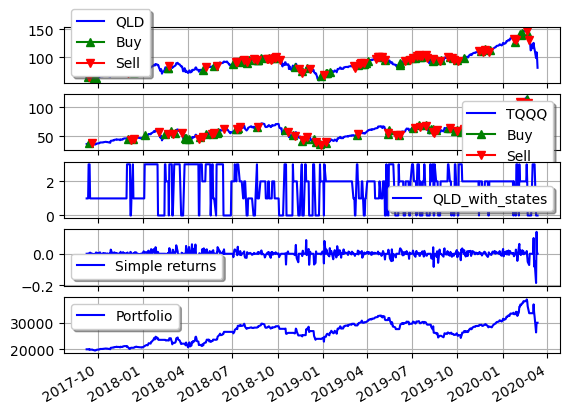 150
100
QLD
Buy
Sell
100
50
TQQQ
Buy
Sell
2
0
QLD_with_states
0.0
−0.2
Simple returns
30000
20000
Portfolio
2017-10 2018-01 2018-04 2018-07 2018-10 2019-01 2019-04 2019-07 2019-10 2020-01 2020-04